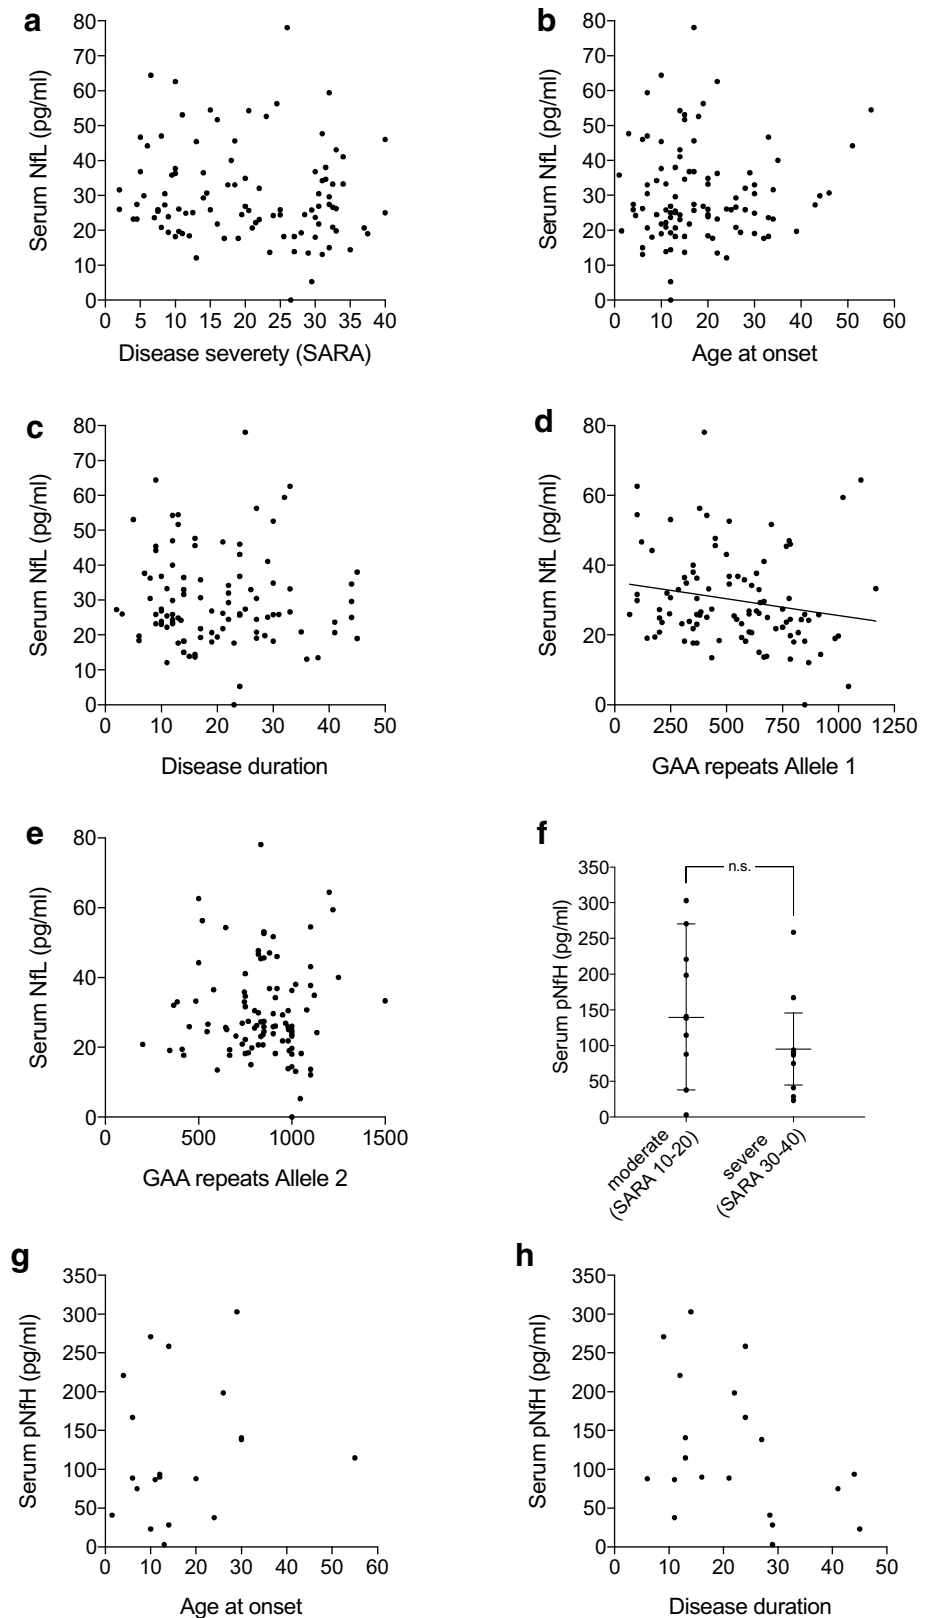 a
80
70
60
50
40
30
20
10
0
Serum NfL (pg/ml)
0 5 10 15 20 25 30 35 40
Disease severety (SARA)
b
80
70
60
50
40
30
20
10
0
Serum NfL (pg/ml)
0 10 20 30 40 50 60
Age at onset
c
80
70
60
50
40
30
20
10
0
Serum NfL (pg/ml)
0 10 20 30 40 50
Disease duration
d
80
60
40
20
0
Serum NfL (pg/ml)
0 250 500 750 1000 1250
GAA repeats Allele 1
e
80
60
40
20
0
Serum NfL (pg/ml)
0 500 1000 1500
GAA repeats Allele 2
f
350
300
250
200
150
100
50
0
Serum pNfH (pg/ml)
n.s.
moderate
(SARA 10-20)
severe
(SARA 30-40)
g
350
300
250
200
150
100
50
0
Serum pNfH (pg/ml)
0 10 20 30 40 50 60
Age at onset
h
350
300
250
200
150
100
50
0
Serum pNfH (pg/ml)
0 10 20 30 40 50
Disease duration